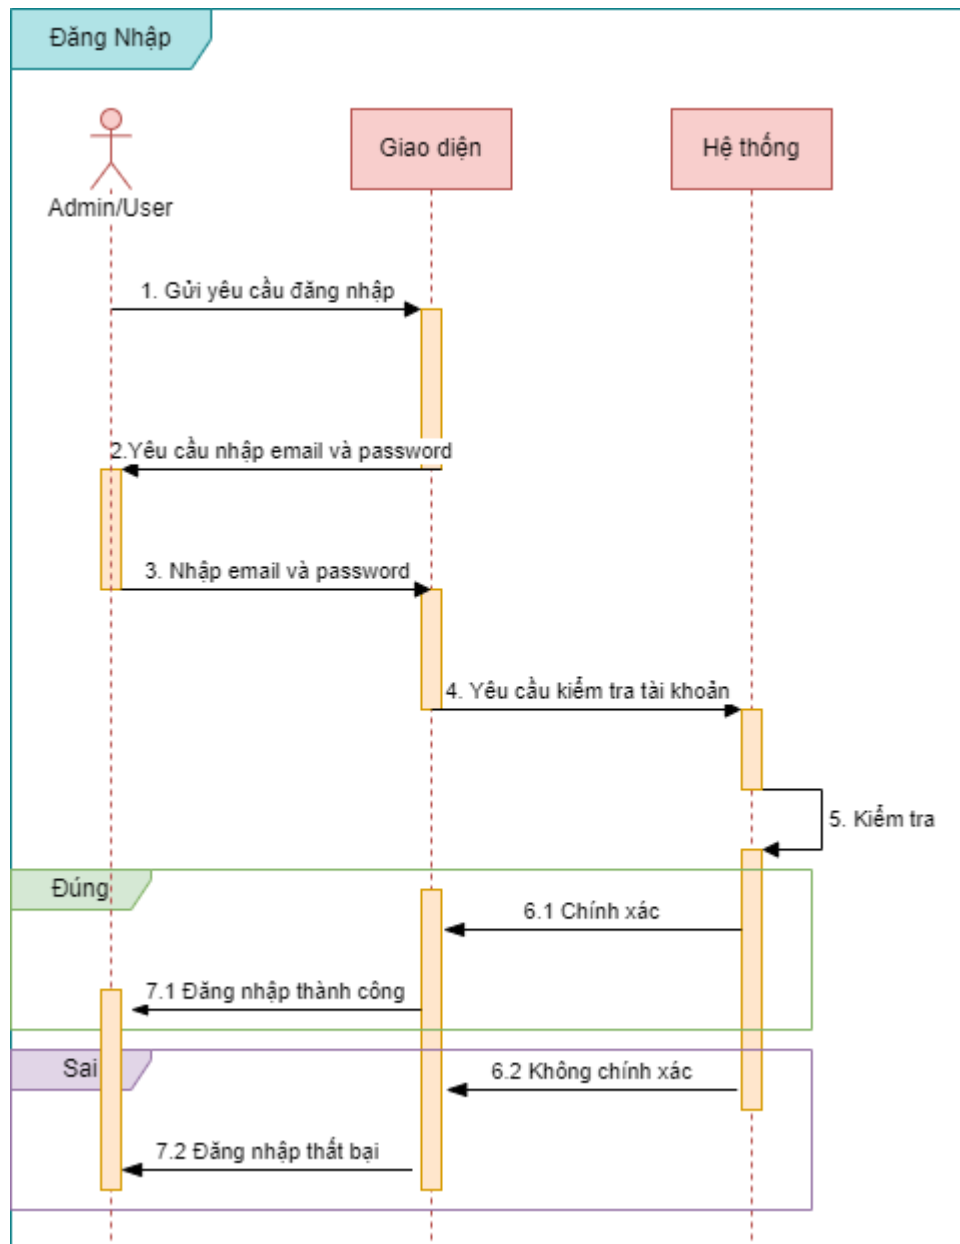 Đăng Nhập
Admin/User
Giao diện
Hệ thống
1. Gửi yêu cầu đăng nhập
2.Yêu cầu nhập email và password
3. Nhập email và password
4. Yêu cầu kiểm tra tài khoản
5. Kiểm tra
Đúng
6.1 Chính xác
7.1 Đăng nhập thành công
Sai
6.2 Không chính xác
7.2 Đăng nhập thất bại